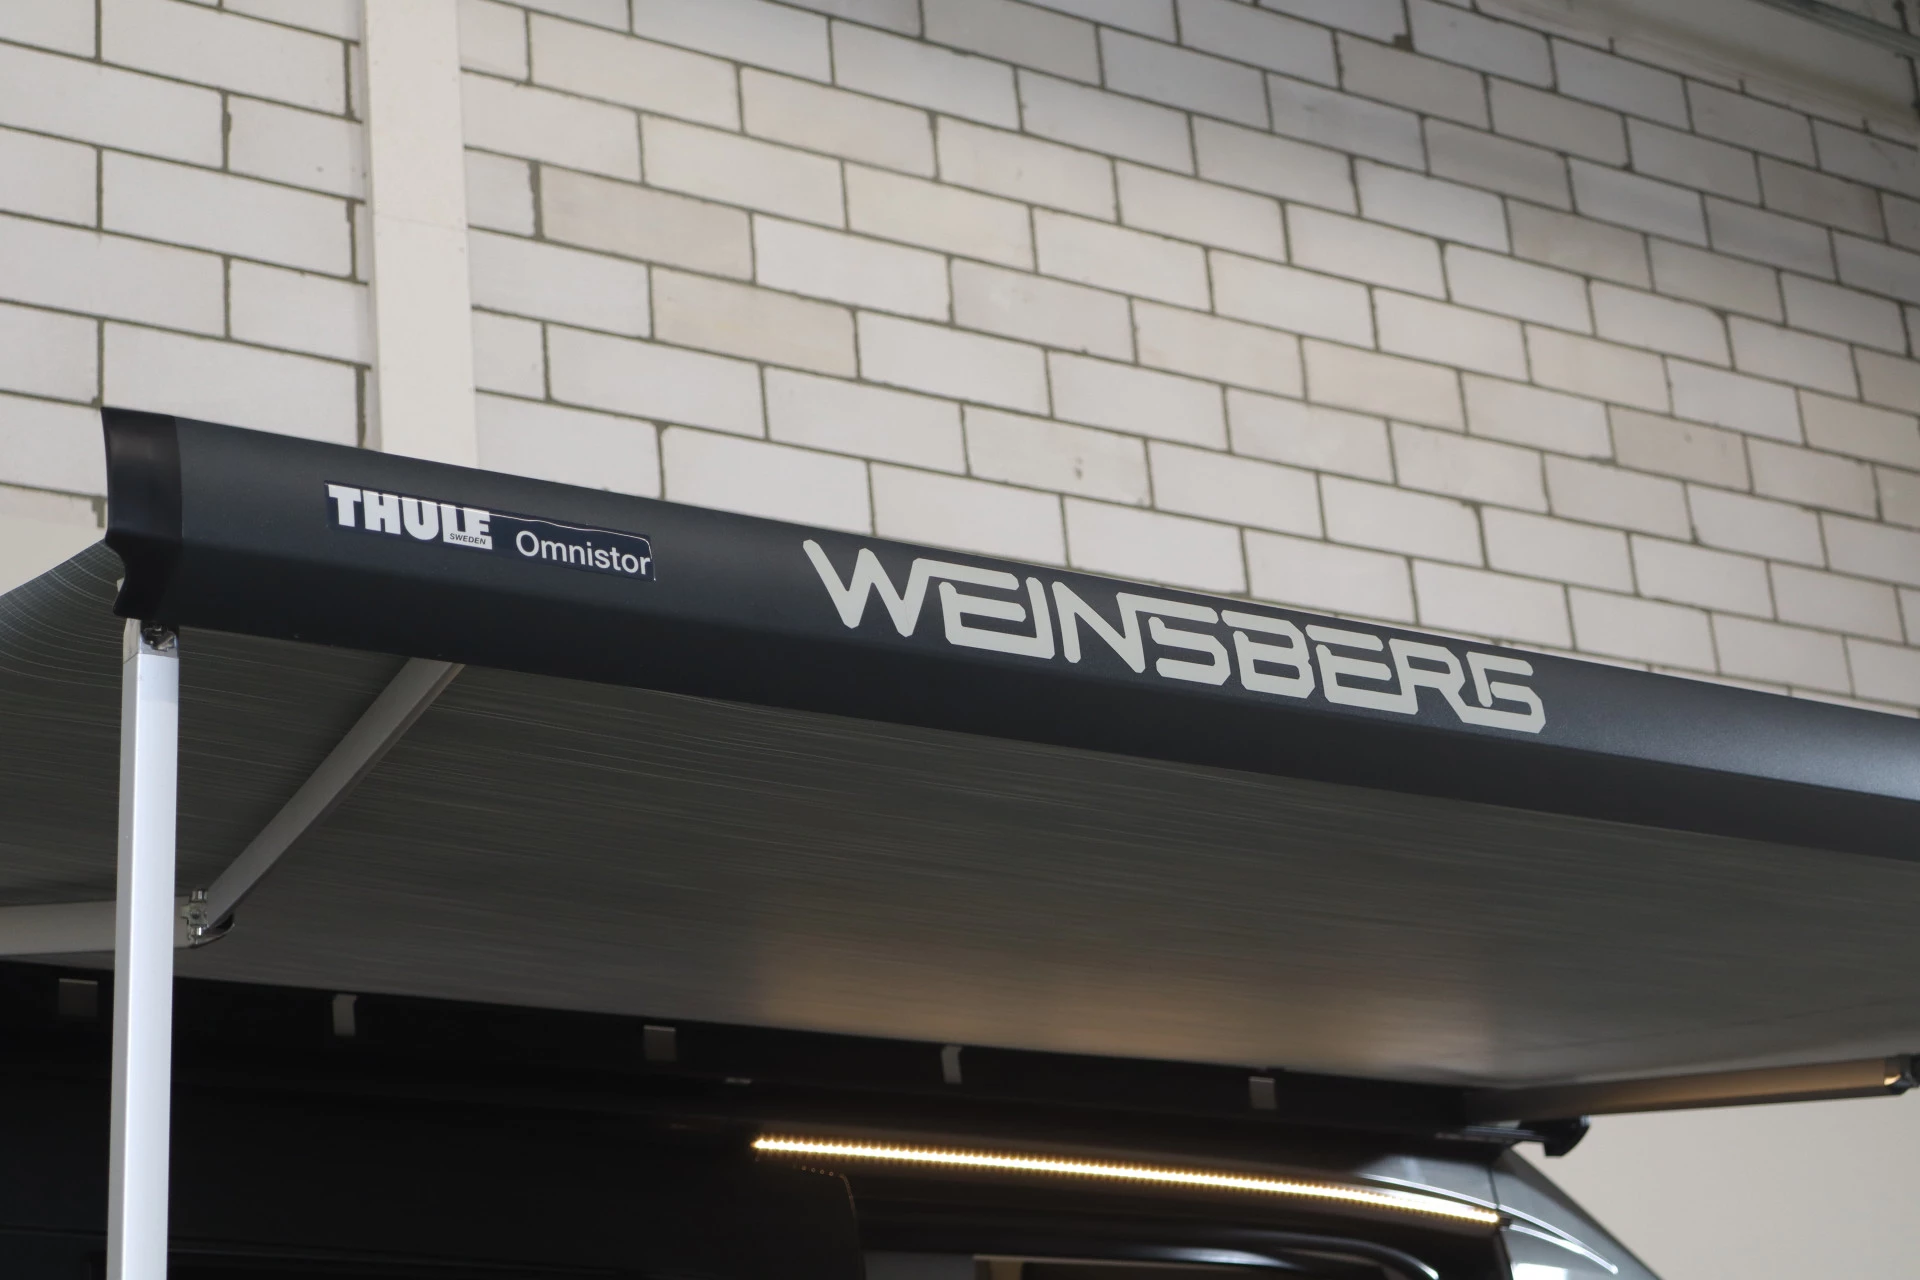 THULE
SWEDEN
Omnistor
WEINSBERG